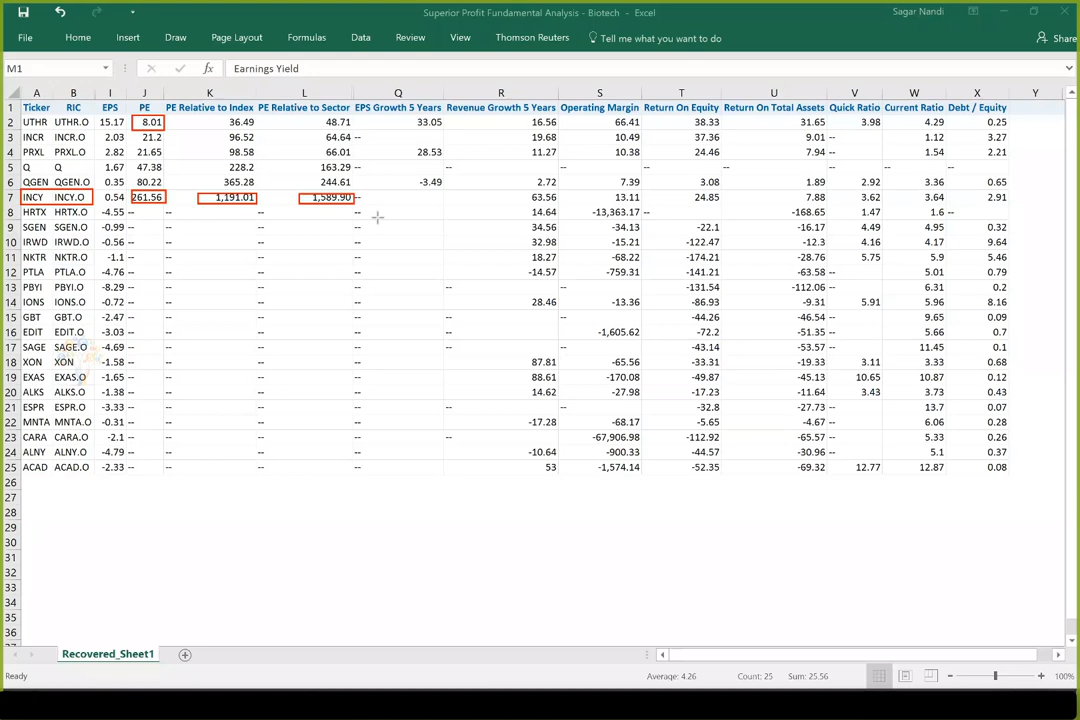 Superior Profit Fundamental Analysis - Biotech - Excel Sagar Nandi
File Home Insert Draw Page Layout Formulas Data Review View Thomson Reuters Tell me what you want to do Share
M1 fx Earnings Yield
A B I J K L Q R S T U V W X Y
1 Ticker RIC EPS PE PE Relative to Index PE Relative to Sector EPS Growth 5 Years Revenue Growth 5 Years Operating Margin Return On Equity Return On Total Assets Quick Ratio Current Ratio Debt / Equity
2 UTHR UTHR.O 15.17 8.01 36.49 48.71 33.05 16.56 66.41 38.33 31.65 3.98 4.29 0.25
3 INCR INCR.O 2.03 21.2 96.52 64.64 -- 19.68 10.49 37.36 9.01 -- 1.12 3.27
4 PRXL PRXL.O 2.82 21.65 98.58 66.01 28.53 11.27 10.38 24.46 7.94 -- 1.54 2.21
5 Q Q 1.67 47.38 228.2 163.29 -- -- -- -- -- -- -- --
6 QGEN QGEN.O 0.35 80.22 365.28 244.61 -3.49 2.72 7.39 3.08 1.89 2.92 3.36 0.65
7 INCY INCY.O 0.54 261.56 1,191.01 1,589.90 -- 63.56 13.11 24.85 7.88 3.62 3.64 2.91
8 HRTX HRTX.O -4.55 -- -- -- -- 14.64 -13,363.17 -- -168.65 1.47 1.6 --
9 SGEN SGEN.O -0.99 -- -- -- -- 34.56 -34.13 -22.1 -16.17 4.49 4.95 0.32
10 IRWD IRWD.O -0.56 -- -- -- -- 32.98 -15.21 -122.47 -12.3 4.16 4.17 9.64
11 NKTR NKTR.O -1.1 -- -- -- -- 18.27 -68.22 -174.21 -28.76 5.75 5.9 5.46
12 PTLA PTLA.O -4.76 -- -- -- -- -14.57 -759.31 -141.21 -63.58 -- 5.01 0.79
13 PBYI PBYI.O -8.29 -- -- -- -- -- -- -131.54 -112.06 -- 6.31 0.2
14 IONS IONS.O -0.72 -- -- -- -- 28.46 -13.36 -86.93 -9.31 5.91 5.96 8.16
15 GBT GBT.O -2.47 -- -- -- -- -- -- -44.26 -46.54 -- 9.65 0.09
16 EDIT EDIT.O -3.03 -- -- -- -- -- -1,605.62 -72.2 -51.35 -- 5.66 0.7
17 SAGE SAGE.O -4.69 -- -- -- -- -- -- -43.14 -53.57 -- 11.45 0.1
18 XON XON -1.58 -- -- -- -- 87.81 -65.56 -33.31 -19.33 3.11 3.33 0.68
19 EXAS EXAS.O -1.65 -- -- -- -- 88.61 -170.08 -49.87 -45.13 10.65 10.87 0.12
20 ALKS ALKS.O -1.38 -- -- -- -- 14.62 -27.98 -17.23 -11.64 3.43 3.73 0.43
21 ESPR ESPR.O -3.33 -- -- -- -- -- -- -32.8 -27.73 -- 13.7 0.07
22 MNTA MNTA.O -0.31 -- -- -- -- -17.28 -68.17 -5.65 -4.67 -- 6.06 0.28
23 CARA CARA.O -2.1 -- -- -- -- -- -67,906.98 -112.92 -65.57 -- 5.33 0.26
24 ALNY ALNY.O -4.79 -- -- -- -- -10.64 -900.33 -44.57 -30.96 -- 5.1 0.37
25 ACAD ACAD.O -2.33 -- -- -- -- 53 -1,574.14 -52.35 -69.32 12.77 12.87 0.08
26
27
28
29
30
31
32
33
34
35
36
Recovered_Sheet1
Ready Average: 4.26 Count: 25 Sum: 25.56 100%